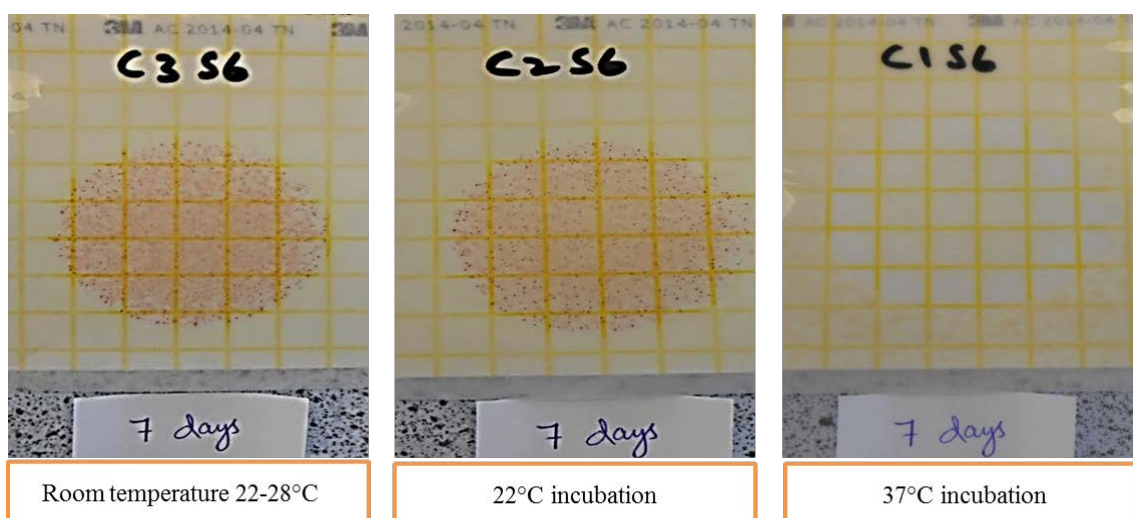 04 TN 3M AC 2014-04 TN 3M
2014-04 TN 3M AC 2014-04 TN
3M AC 2014-04 TN 3M AC 2014-04 TN
C3 S6
C2 S6
C1 S6
7 days
7 days
7 days
Room temperature 22-28°C
22°C incubation
37°C incubation